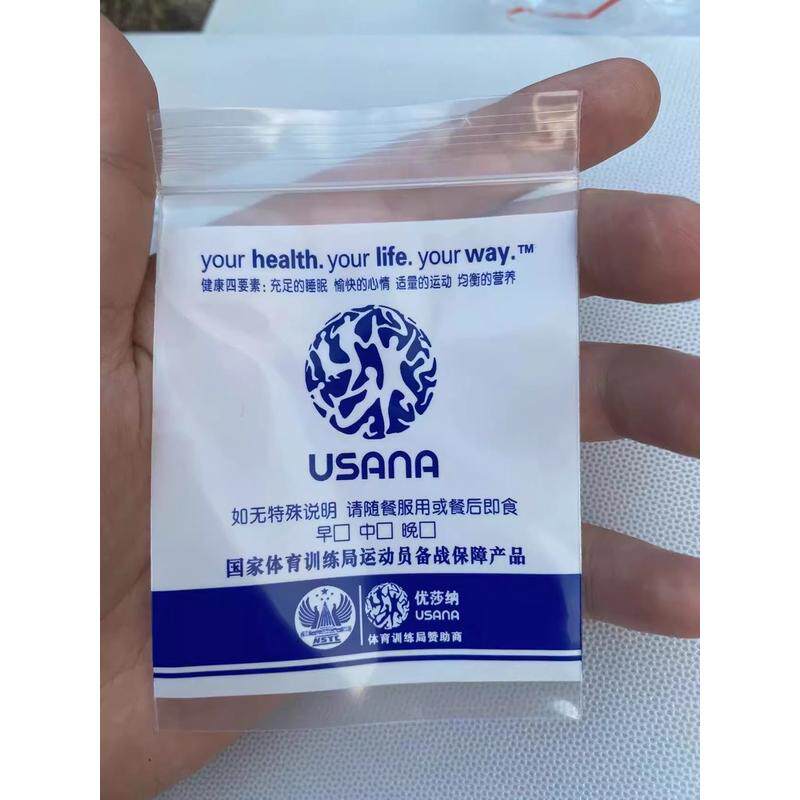 your health. your life. your way.™
健康四要素：充足的睡眠 愉快的心情 适量的运动 均衡的营养
USANA
如无特殊说明 请随餐服用或餐后即食
早□ 中□ 晚□
国家体育训练局运动员备战保障产品
NSTC
优莎纳
USANA
体育训练局赞助商